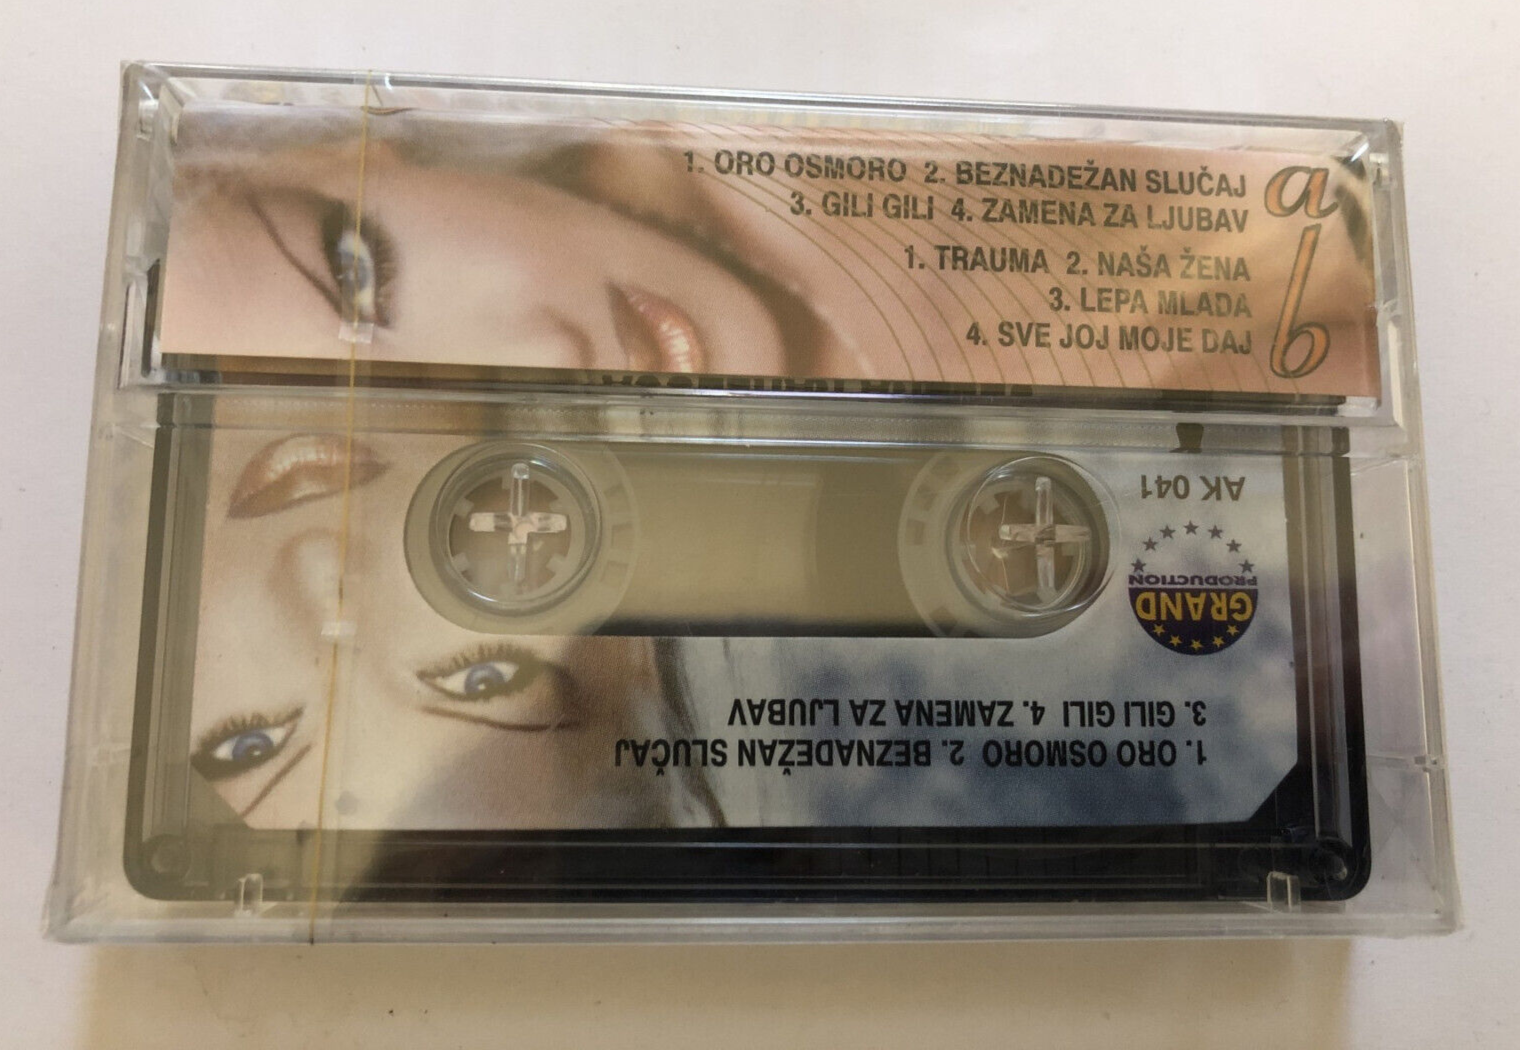 1. ORO OSMORO 2. BEZNADEŽAN SLUČAJ
3. GILI GILI 4. ZAMENA ZA LJUBAV
a
1. TRAUMA 2. NAŠA ŽENA
3. LEPA MLADA
4. SVE JOJ MOJE DAJ
b
AK 041
GRAND
PRODUCTION
1. ORO OSMORO 2. BEZNADEŽAN SLUČAJ
3. GILI GILI 4. ZAMENA ZA LJUBAV